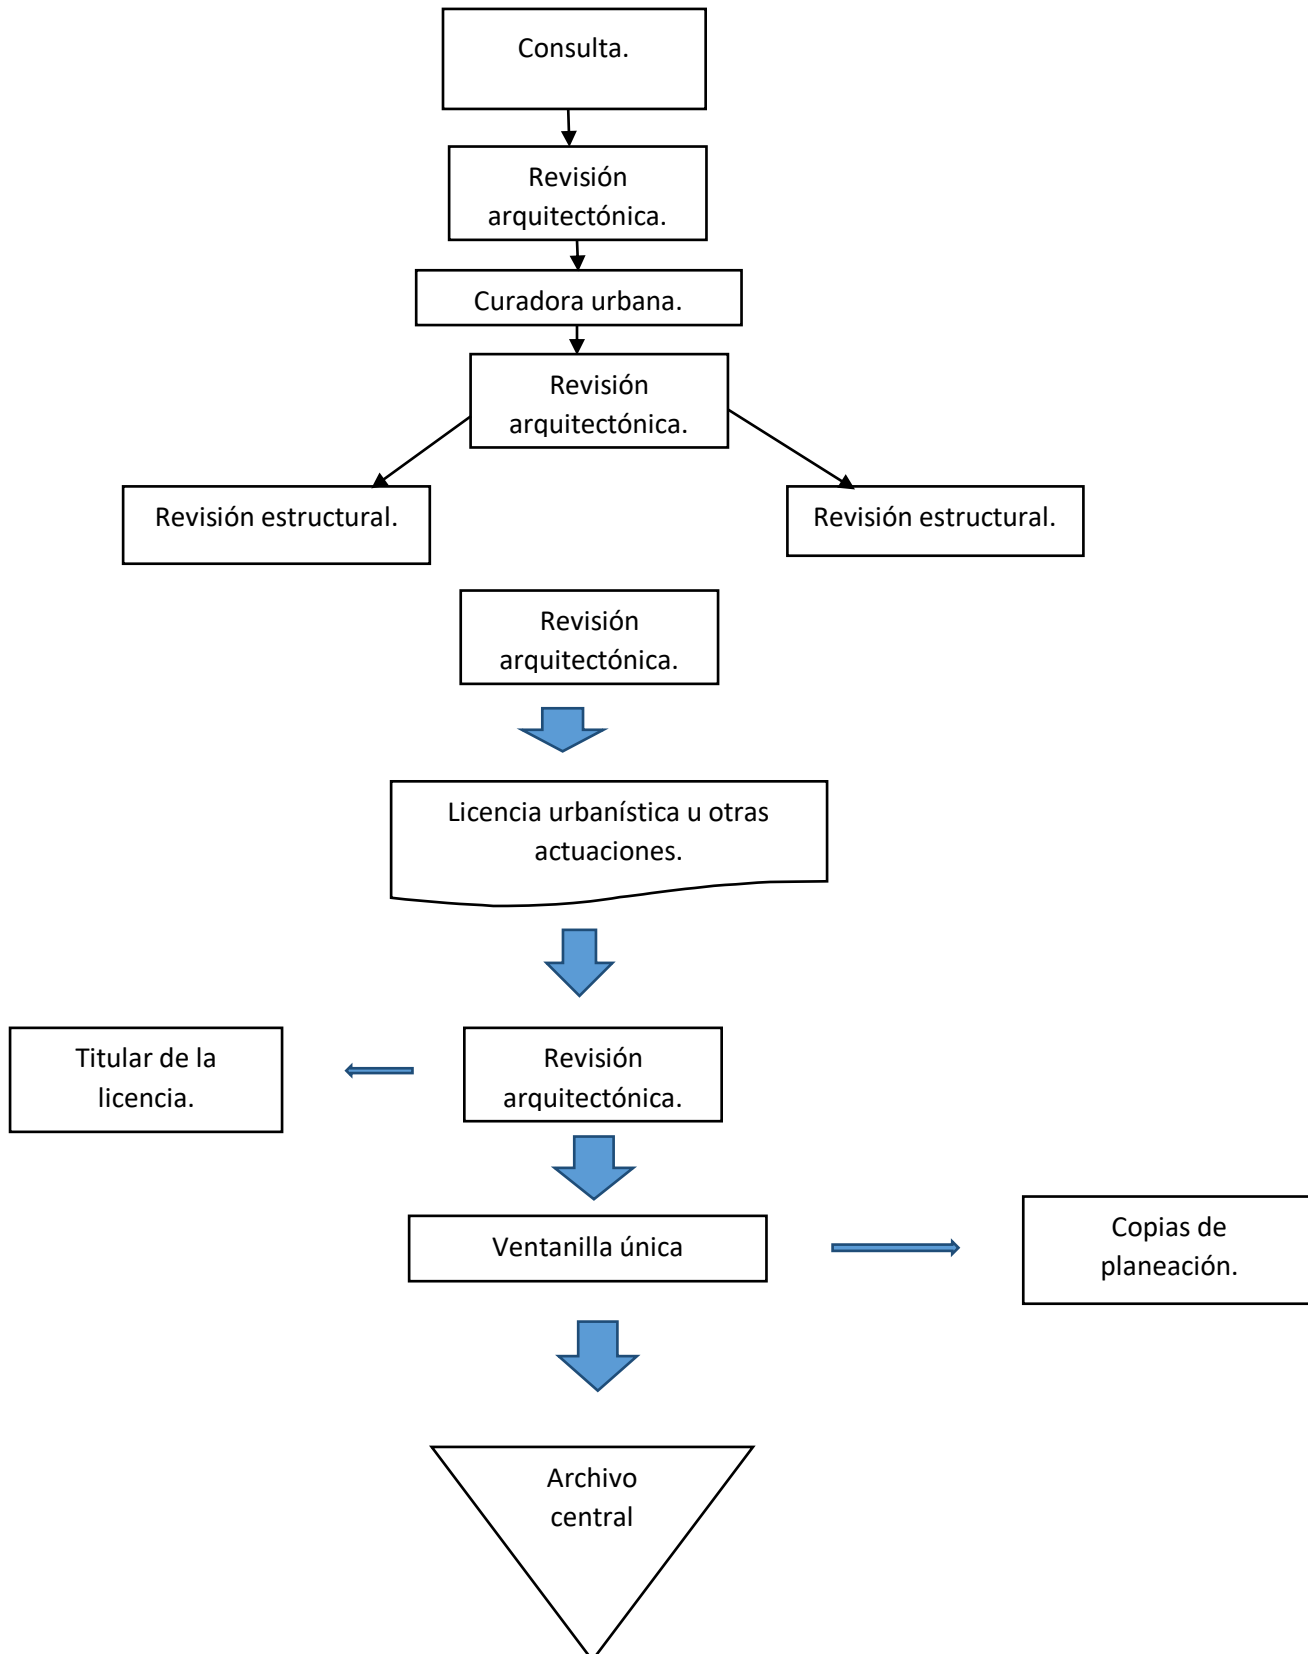 Consulta.
Revisión
arquitectónica.
Curadora urbana.
Revisión
arquitectónica.
Revisión estructural.
Revisión estructural.
Revisión
arquitectónica.
Licencia urbanística u otras
actuaciones.
Titular de la
licencia.
Revisión
arquitectónica.
Ventanilla única
Copias de
planeación.
Archivo
central